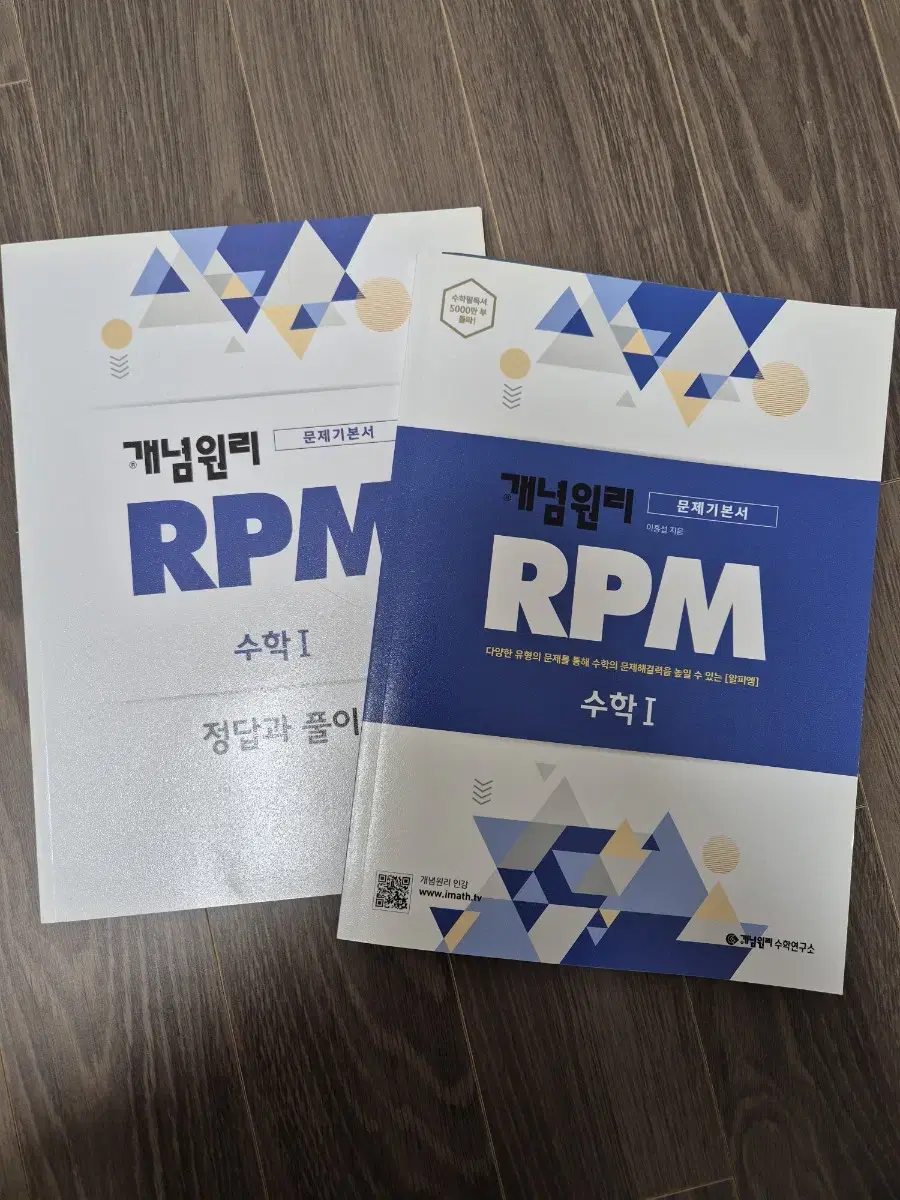 개념원리
문제기본서
RPM
수학 I
정답과 풀이
수학필독서
5000만 부
돌파!
개념원리
문제기본서
이홍섭 지음
RPM
다양한 유형의 문제를 통해 수학의 문제해결력을 높일 수 있는 [알피엠]
수학 I
개념원리 인강
www.imath.tv
개념원리 수학연구소